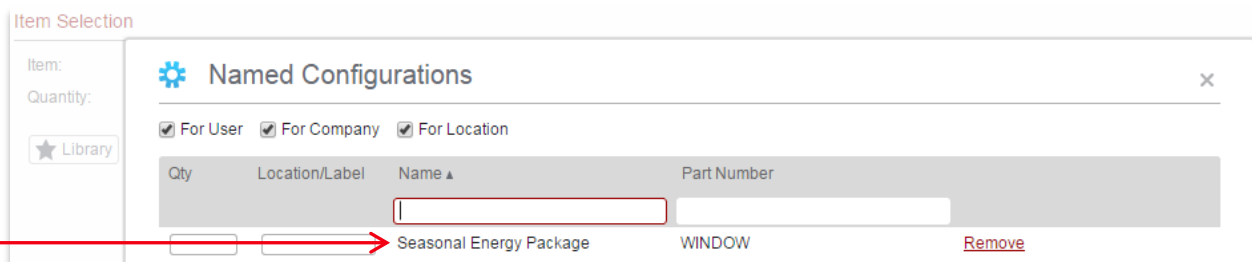 Item Selection
Item:
Quantity:
Library
Named Configurations
For User For Company For Location
Qty Location/Label Name Part Number
Seasonal Energy Package WINDOW Remove